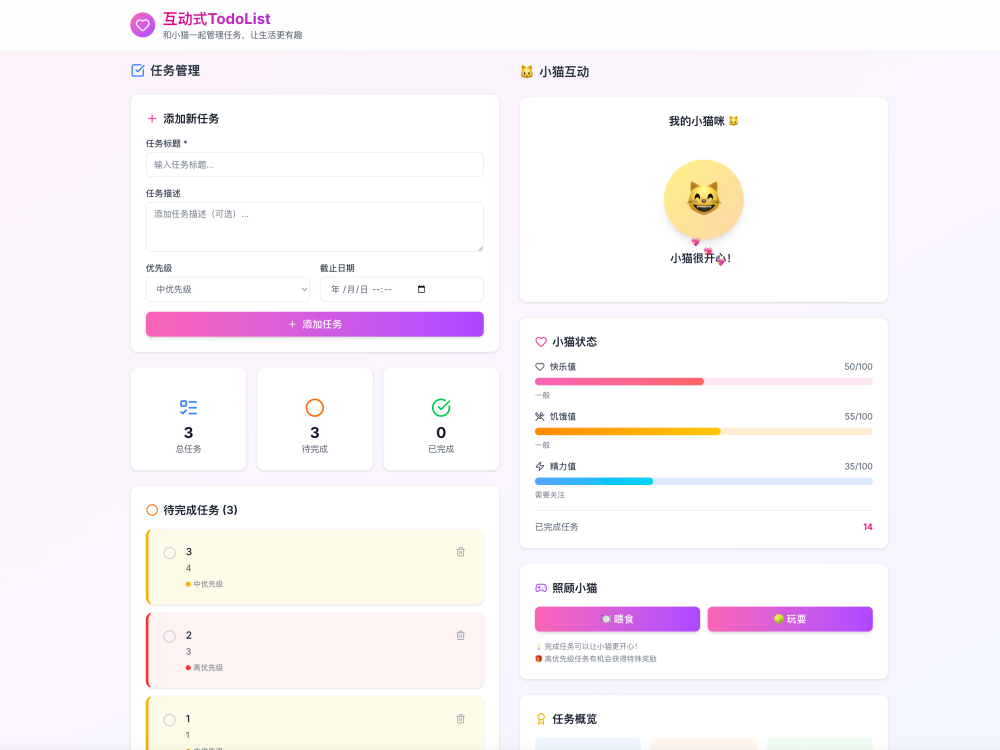 互动式TodoList
和小猫一起管理任务，让生活更有趣
任务管理
添加新任务
任务标题 *
输入任务标题...
任务描述
添加任务描述（可选）...
优先级
截止日期
中优先级
年 /月/日 --:--
添加任务
3
总任务
3
待完成
0
已完成
待完成任务 (3)
3
4
中优先级
2
3
高优先级
1
1
中优先级
小猫互动
我的小猫咪
小猫很开心！
小猫状态
快乐值
50/100
一般
饥饿值
55/100
一般
精力值
35/100
需要关注
已完成任务
14
照顾小猫
喂食
玩耍
完成任务可以让小猫更开心！
高优先级任务有机会获得特殊奖励
任务概览